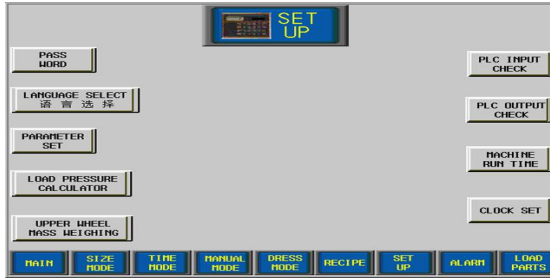 SET
UP
PASS
WORD
LANGUAGE SELECT
语言选择
PARAMETER
SET
LOAD PRESSURE
CALCULATOR
UPPER WHEEL
MASS WEIGHING
PLC INPUT
CHECK
PLC OUTPUT
CHECK
MACHINE
RUN TIME
CLOCK SET
MAIN
SIZE
MODE
TIME
MODE
MANUAL
MODE
DRESS
MODE
RECIPE
SET
UP
ALARM
LOAD
PARTS